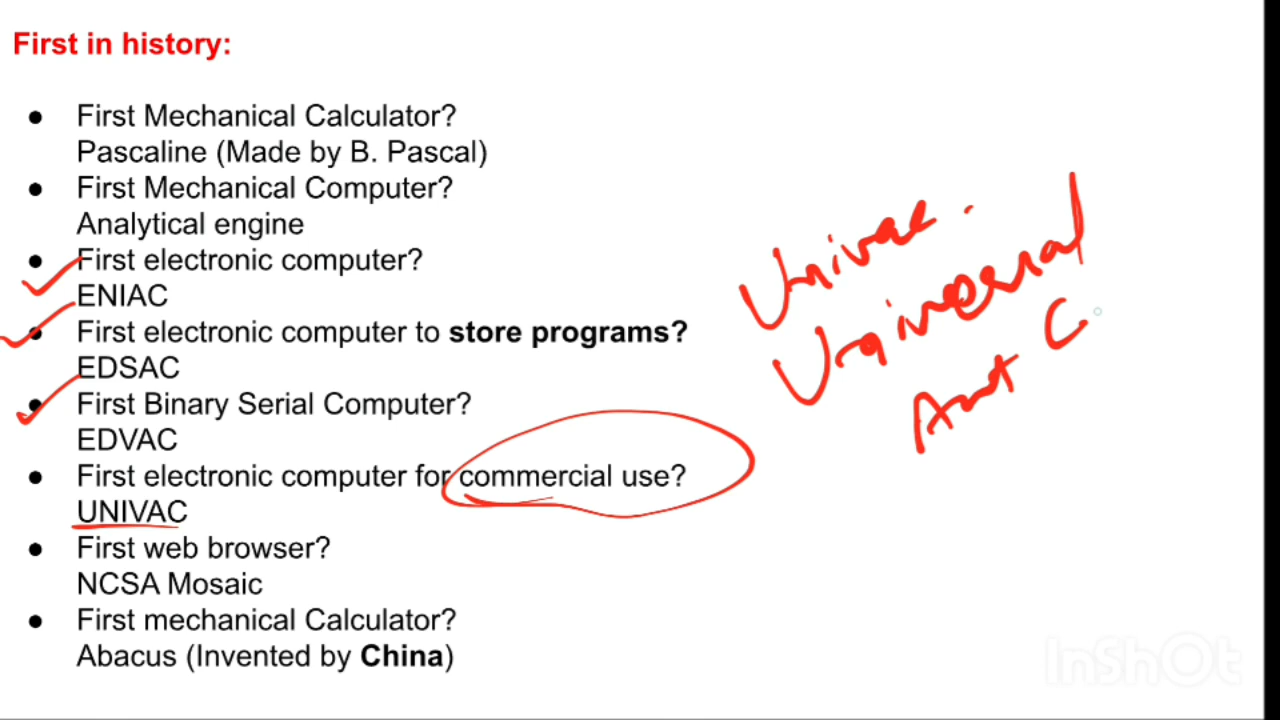 First in history:
● First Mechanical Calculator?
Pascaline (Made by B. Pascal)
● First Mechanical Computer?
Analytical engine
● First electronic computer?
ENIAC
● First electronic computer to store programs?
EDSAC
● First Binary Serial Computer?
EDVAC
● First electronic computer for commercial use?
UNIVAC
● First web browser?
NCSA Mosaic
● First mechanical Calculator?
Abacus (Invented by China)
Univac
C
InShOt